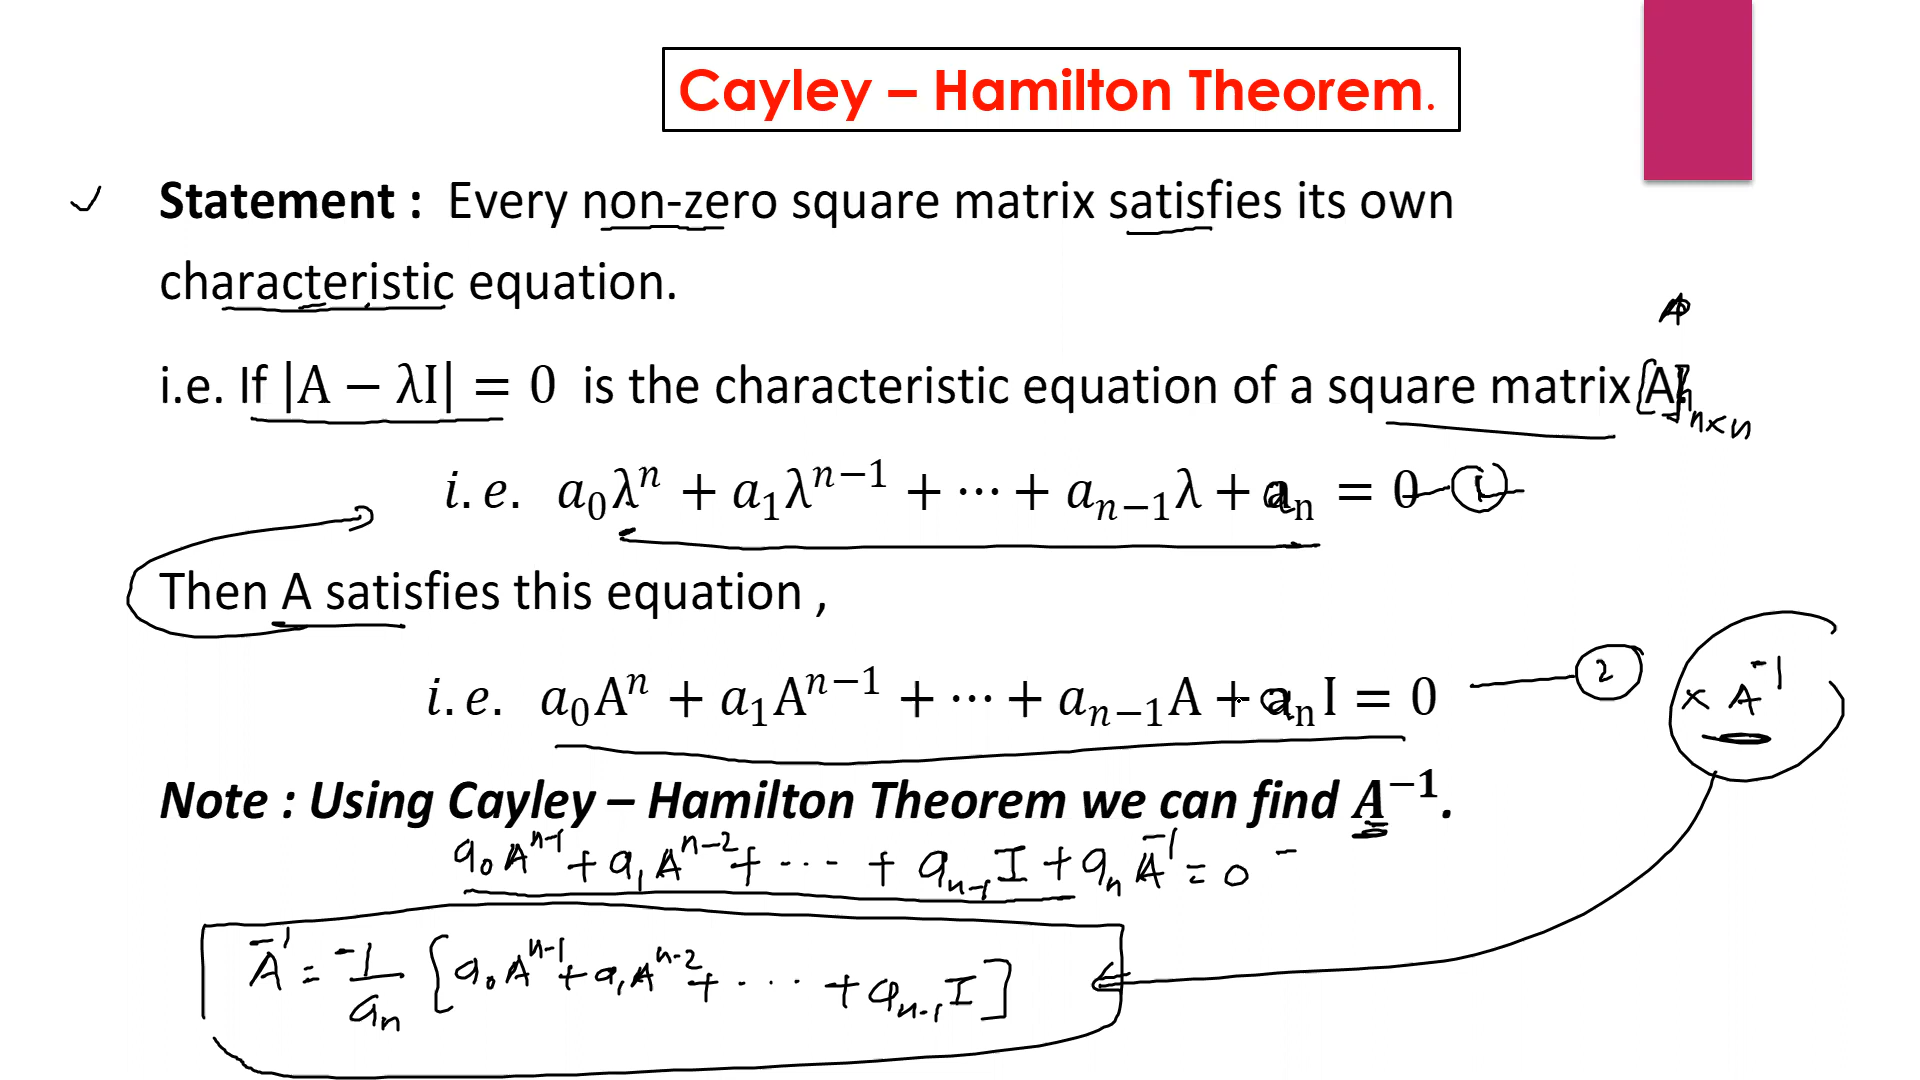 Cayley – Hamilton Theorem.
Statement : Every non-zero square matrix satisfies its own
characteristic equation.
A
i.e. If |A − λI| = 0 is the characteristic equation of a square matrix [A]n×n
i. e. a₀λⁿ + a₁λⁿ⁻¹ + ⋯ + aₙ₋₁λ + aₙ = 0 — ①
Then A satisfies this equation ,
i. e. a₀Aⁿ + a₁Aⁿ⁻¹ + ⋯ + aₙ₋₁A + aₙ I = 0 — ②
× A⁻¹
Note : Using Cayley – Hamilton Theorem we can find A⁻¹.
a₀Aⁿ⁻¹ + a₁Aⁿ⁻² + ⋯ + aₙ₋₁I + aₙA⁻¹ = 0 –
A⁻¹ = −1/aₙ [a₀Aⁿ⁻¹ + a₁Aⁿ⁻² + ⋯ + aₙ₋₁I]